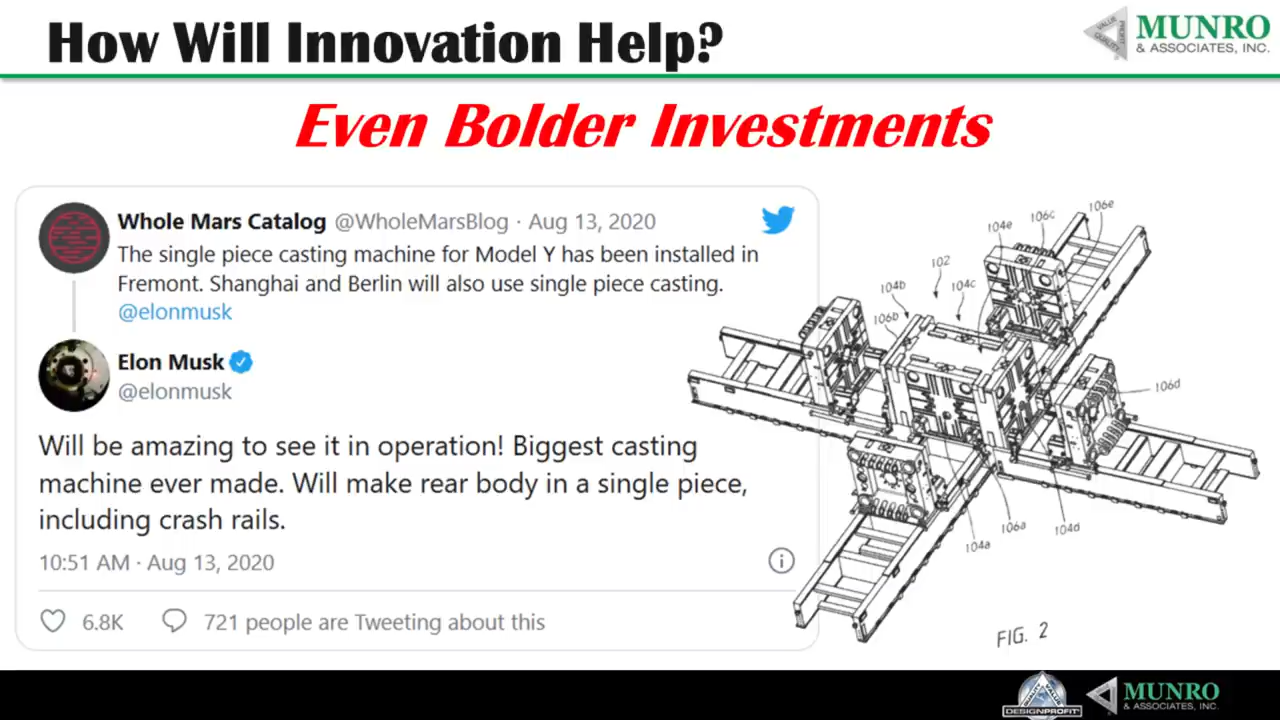 How Will Innovation Help?
VALUE
PROFIT
QUALITY
MUNRO
& ASSOCIATES, INC.
Even Bolder Investments
Whole Mars Catalog @WholeMarsBlog · Aug 13, 2020
The single piece casting machine for Model Y has been installed in
Fremont. Shanghai and Berlin will also use single piece casting.
@elonmusk
Elon Musk
@elonmusk
Will be amazing to see it in operation! Biggest casting
machine ever made. Will make rear body in a single piece,
including crash rails.
10:51 AM · Aug 13, 2020
6.8K 721 people are Tweeting about this
106e
106c
104e
102
104c
104b
106b
106d
106a
104d
104a
FIG. 2
DESIGNPROFIT
MUNRO
& ASSOCIATES, INC.